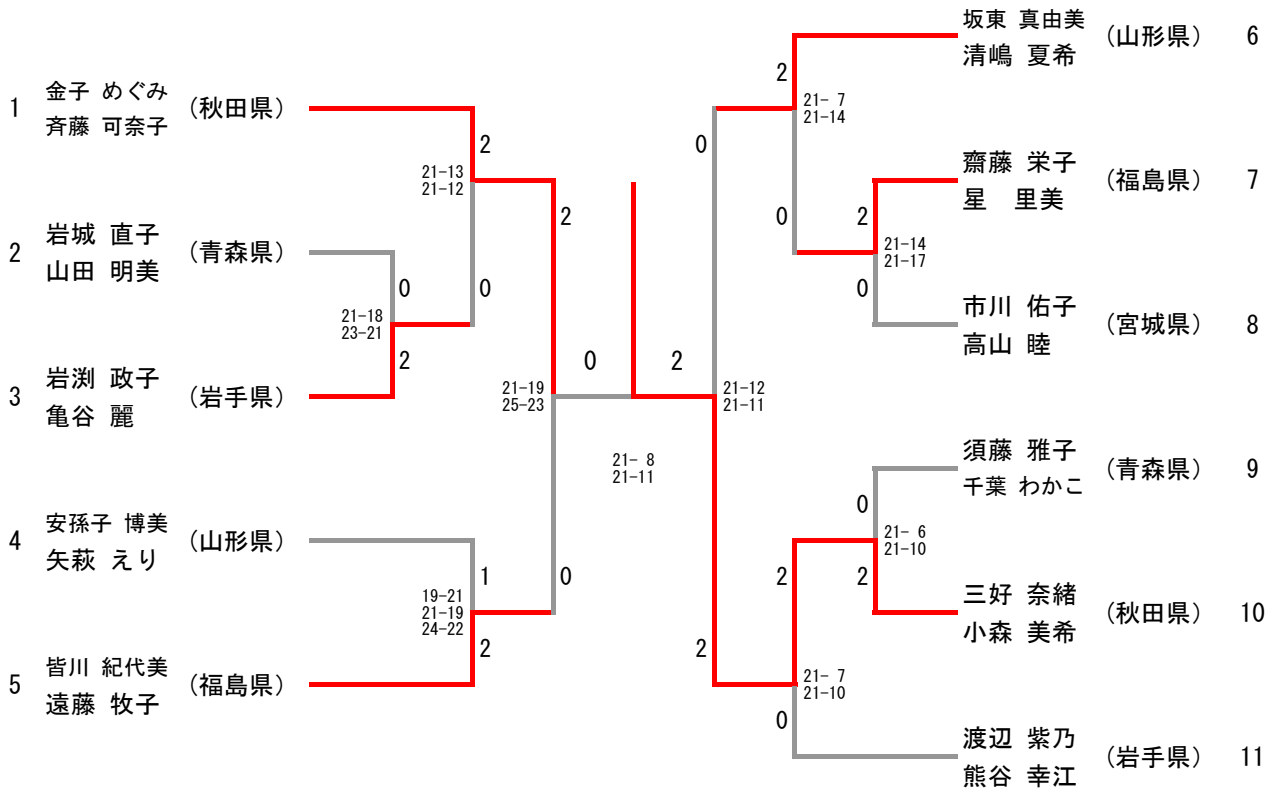 1 金子 めぐみ (秋田県)
斉藤 可奈子
2
21-13
21-12
2 岩城 直子 (青森県)
山田 明美
0
0
21-18
23-21
2
3 岩渕 政子 (岩手県)
亀谷 麗
2
21-19
25-23
4 安孫子 博美 (山形県)
矢萩 えり
1
19-21
21-19
24-22
2
0
5 皆川 紀代美 (福島県)
遠藤 牧子
0
2
21- 8
21-11
坂東 真由美 (山形県) 6
清嶋 夏希
2
21- 7
21-14
0
0
齋藤 栄子 (福島県) 7
星 里美
2
21-14
21-17
0
市川 佑子 (宮城県) 8
高山 睦
21-12
21-11
須藤 雅子 (青森県) 9
千葉 わかこ
0
21- 6
21-10
2
2
三好 奈緒 (秋田県) 10
小森 美希
2
21- 7
21-10
0
渡辺 紫乃 (岩手県) 11
熊谷 幸江